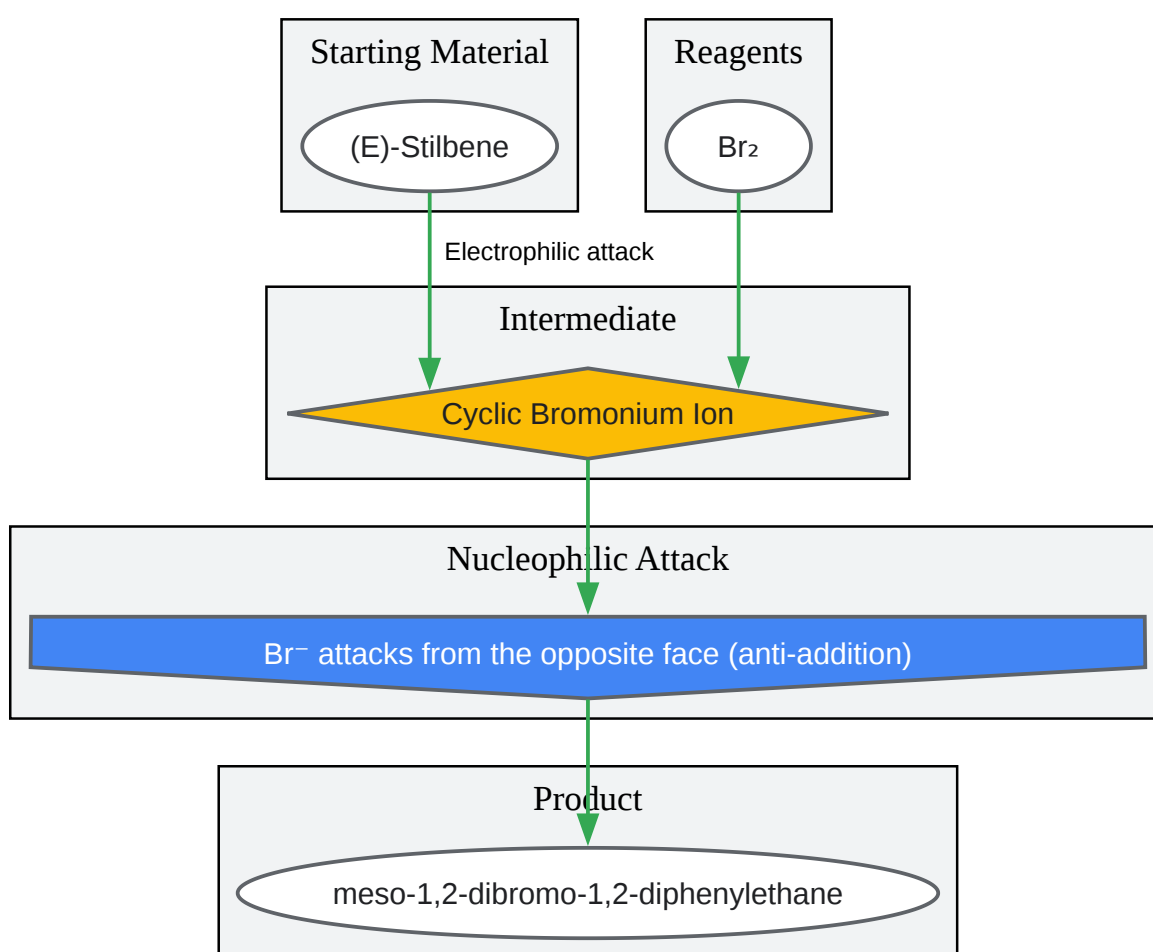 Starting Material
Reagents
(E)-Stilbene
Br₂
Electrophilic attack
Intermediate
Cyclic Bromonium Ion
Nucleophilic Attack
Br⁻ attacks from the opposite face (anti-addition)
Product
meso-1,2-dibromo-1,2-diphenylethane